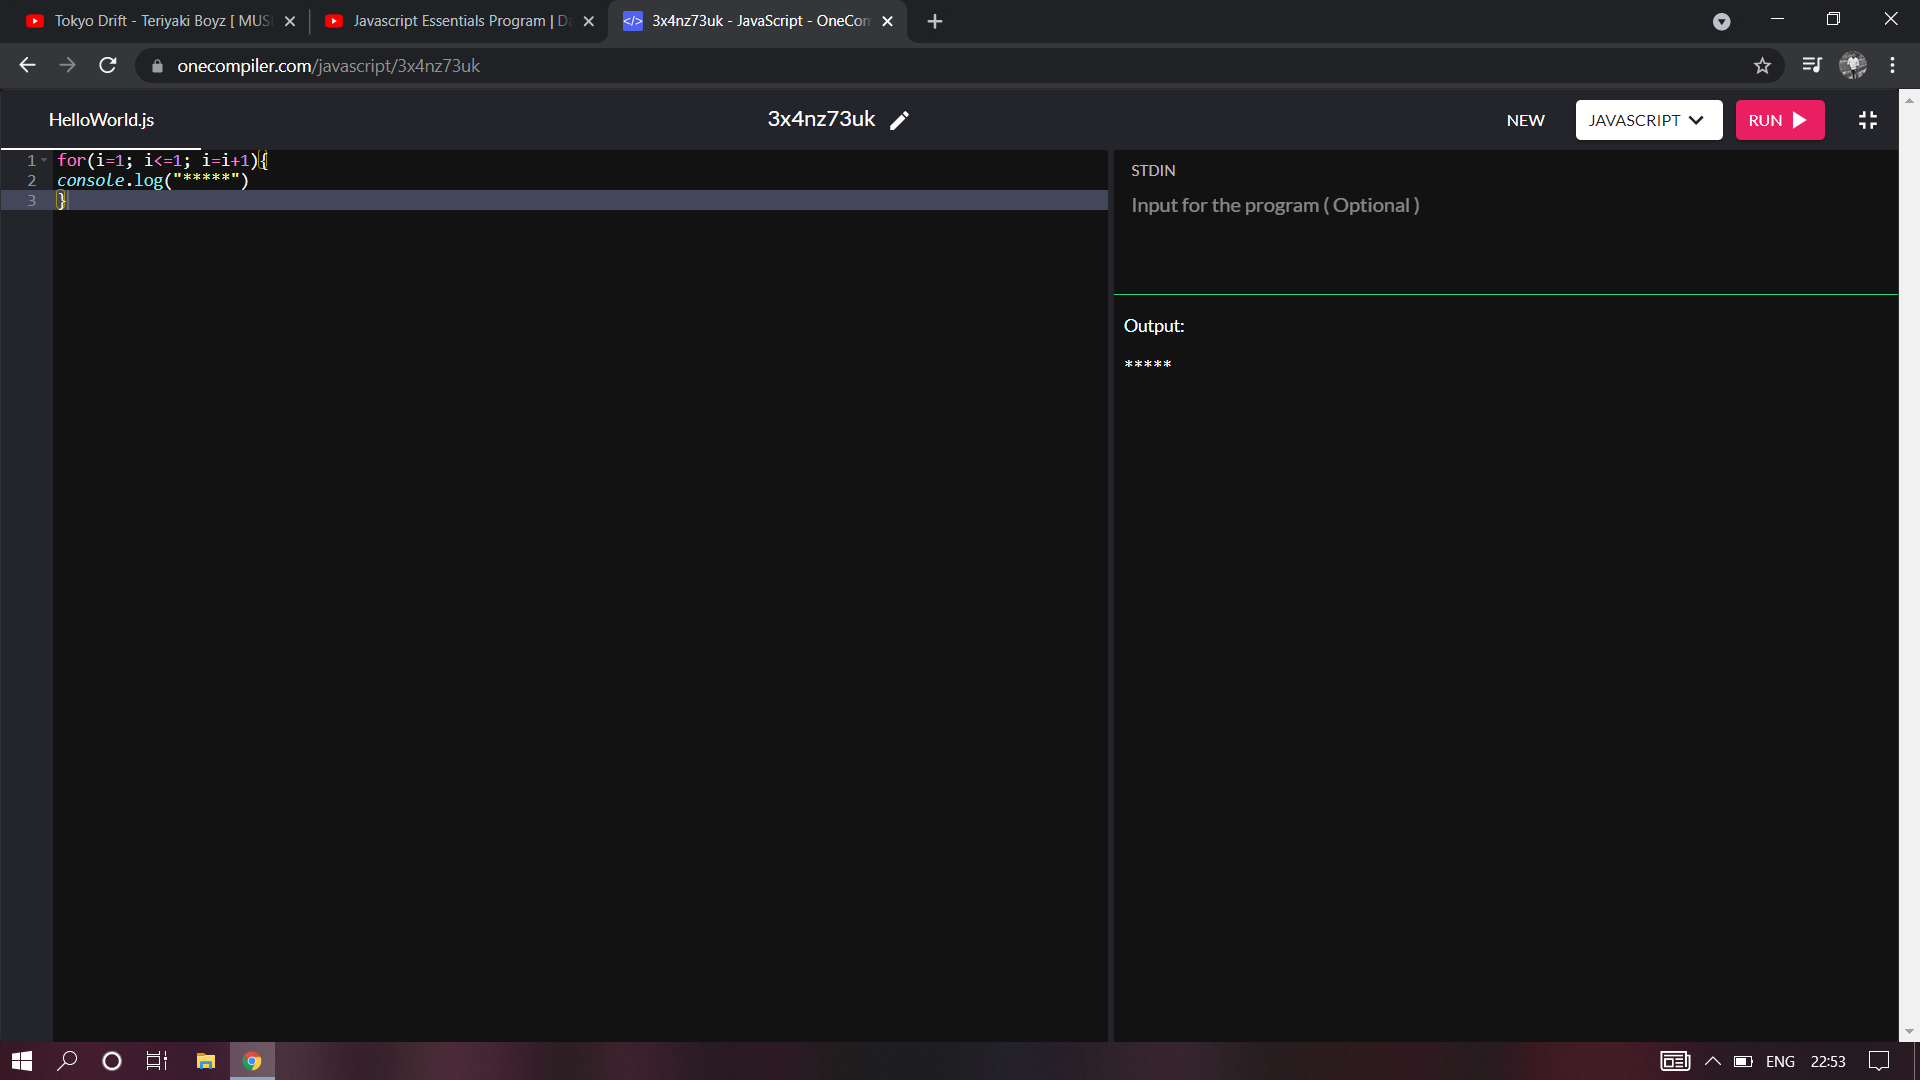 Tokyo Drift - Teriyaki Boyz [ MUS
Javascript Essentials Program | D
3x4nz73uk - JavaScript - OneCom
onecompiler.com/javascript/3x4nz73uk
HelloWorld.js
3x4nz73uk
NEW
JAVASCRIPT
RUN
1 for(i=1; i<=1; i=i+1){
2 console.log("*****")
3 }
STDIN
Input for the program ( Optional )
Output:
*****
ENG
22:53